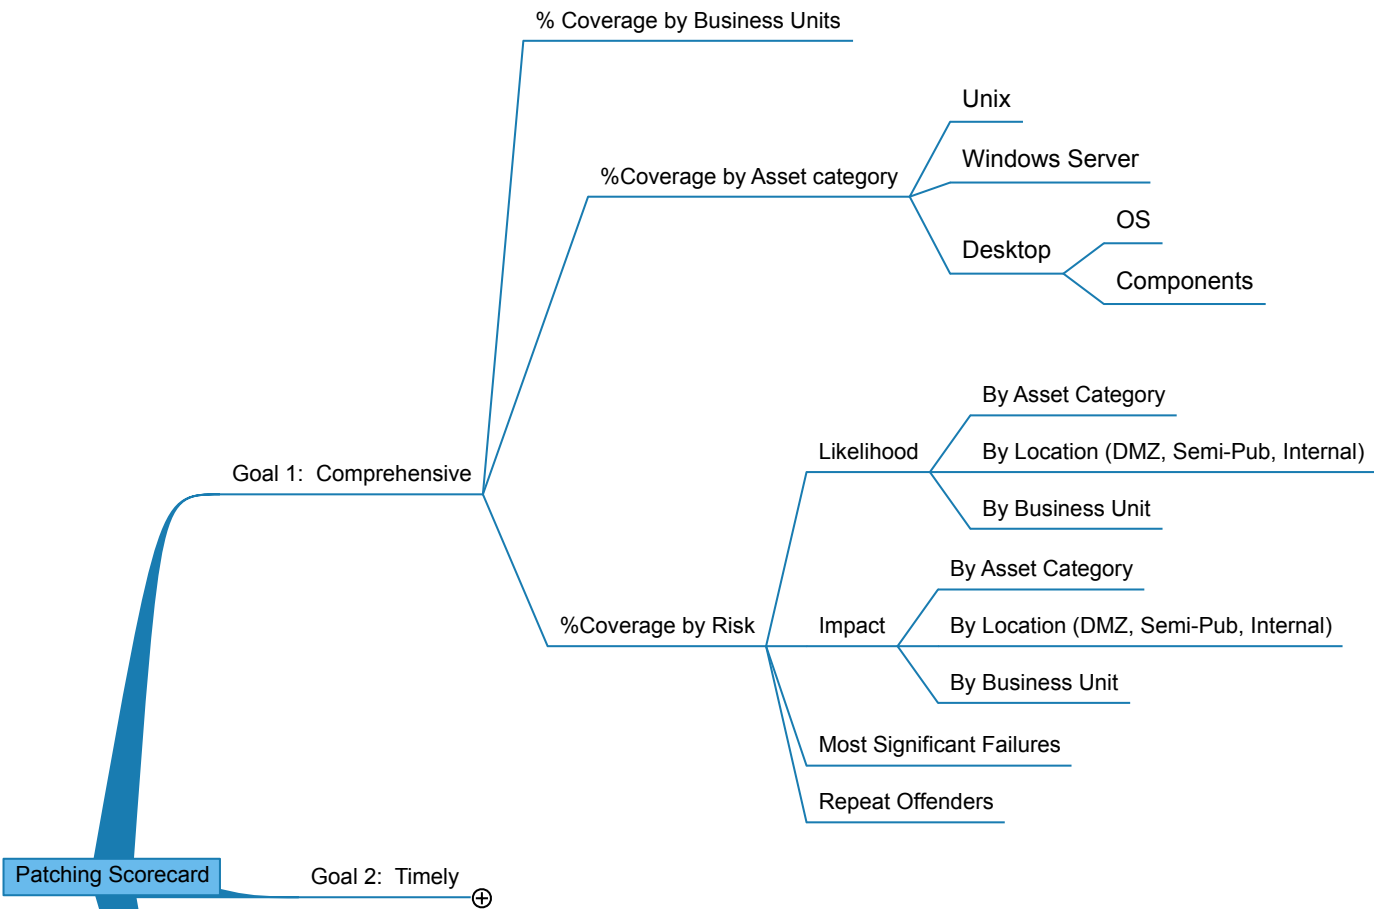 % Coverage by Business Units
Unix
Windows Server
%Coverage by Asset category
OS
Desktop
Components
By Asset Category
Likelihood
By Location (DMZ, Semi-Pub, Internal)
Goal 1:  Comprehensive
By Business Unit
By Asset Category
%Coverage by Risk
Impact
By Location (DMZ, Semi-Pub, Internal)
By Business Unit
Most Significant Failures
Repeat Offenders
Patching Scorecard
Goal 2:  Timely